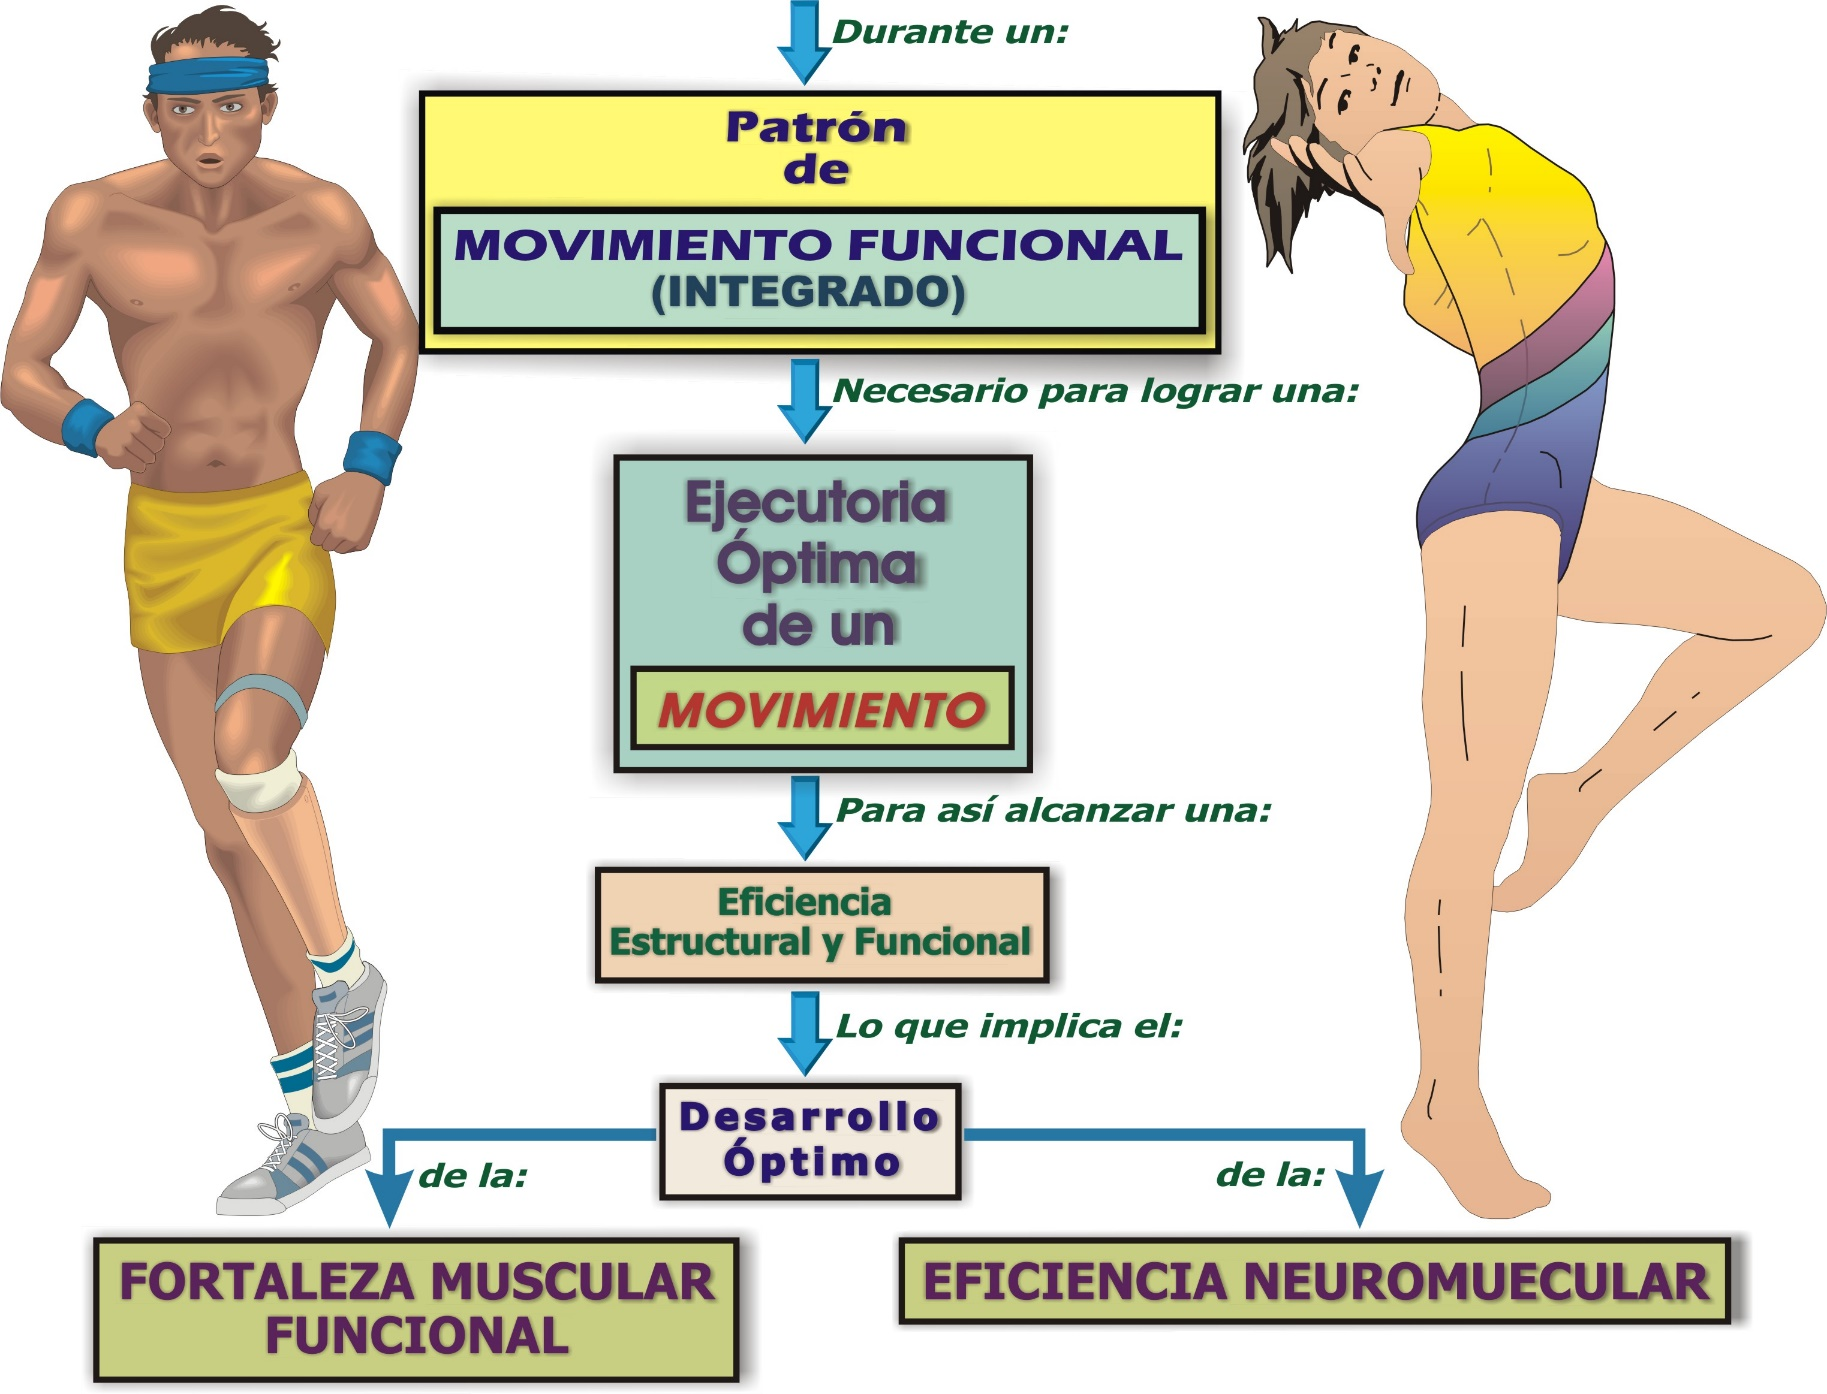 Durante un:
Patrón
de
MOVIMIENTO FUNCIONAL
(INTEGRADO)
Necesario para lograr una:
Ejecutoria
Óptima
de un
MOVIMIENTO
Para así alcanzar una:
Eficiencia
Estructural y Funcional
Lo que implica el:
Desarrollo
Óptimo
de la:
de la:
FORTALEZA MUSCULAR
FUNCIONAL
EFICIENCIA NEUROMUECULAR